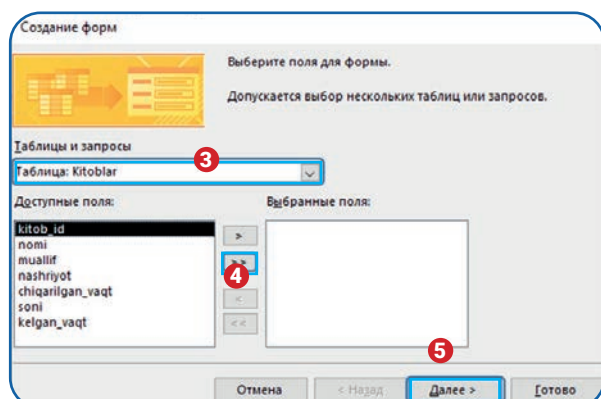 Создание форм
Выберите поля для формы.
Допускается выбор нескольких таблиц или запросов.
Таблицы и запросы
3
Таблица: Kitoblar
Доступные поля:
Выбранные поля:
kitob_id
nomi
muallif
nashriyot
chiqarilgan_vaqt
soni
kelgan_vaqt
>
>>
4
<
<<
5
Отмена
< Назад
Далее >
Готово